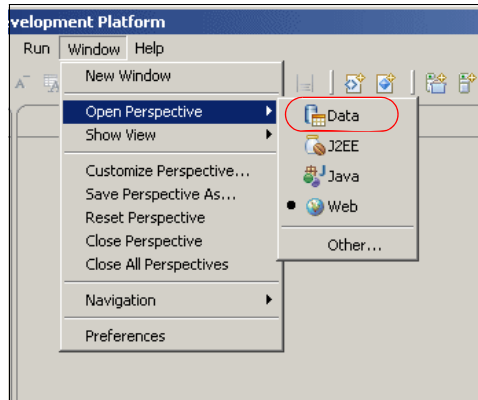 velopment Platform
Run Window Help
New Window
Open Perspective
Show View
Customize Perspective...
Save Perspective As...
Reset Perspective
Close Perspective
Close All Perspectives
Navigation
Preferences
Data
J2EE
Java
Web
Other...